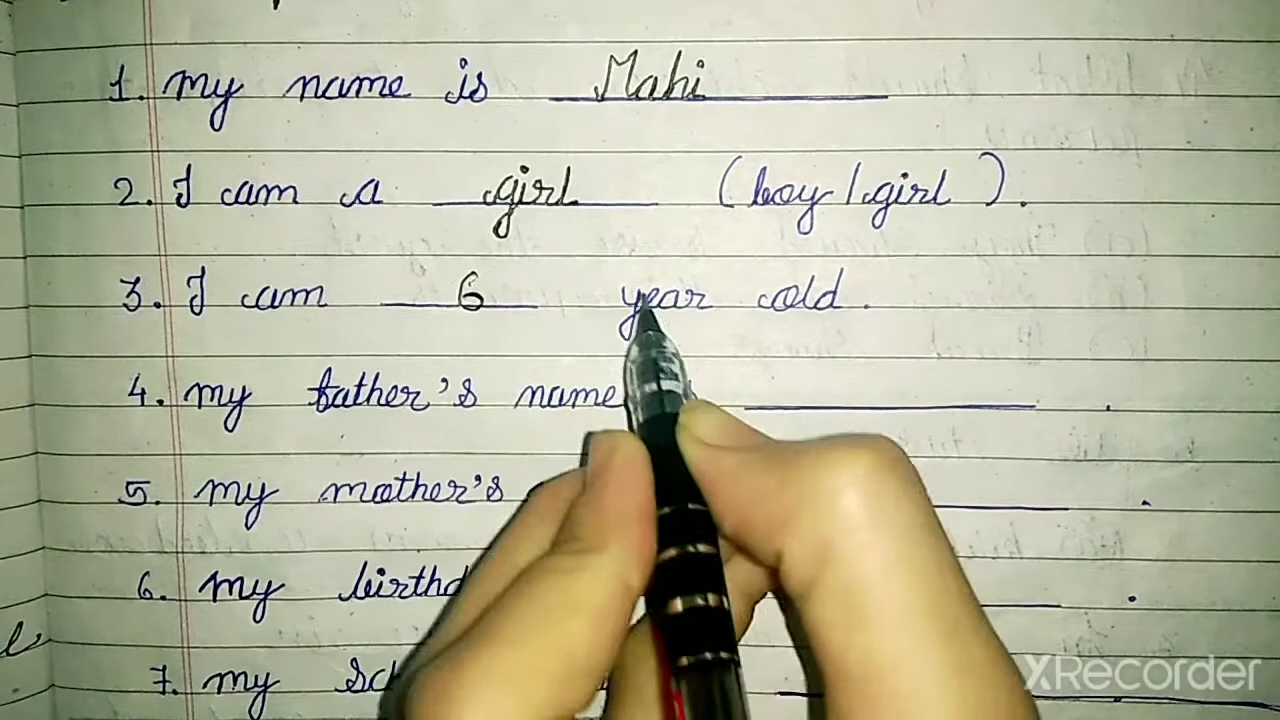 1. my name is Mahi
2. I am a girl (boy/girl).
3. I am 6 year old.
4. my father's name
5. my mother's
6. my
7. my
XRecorder